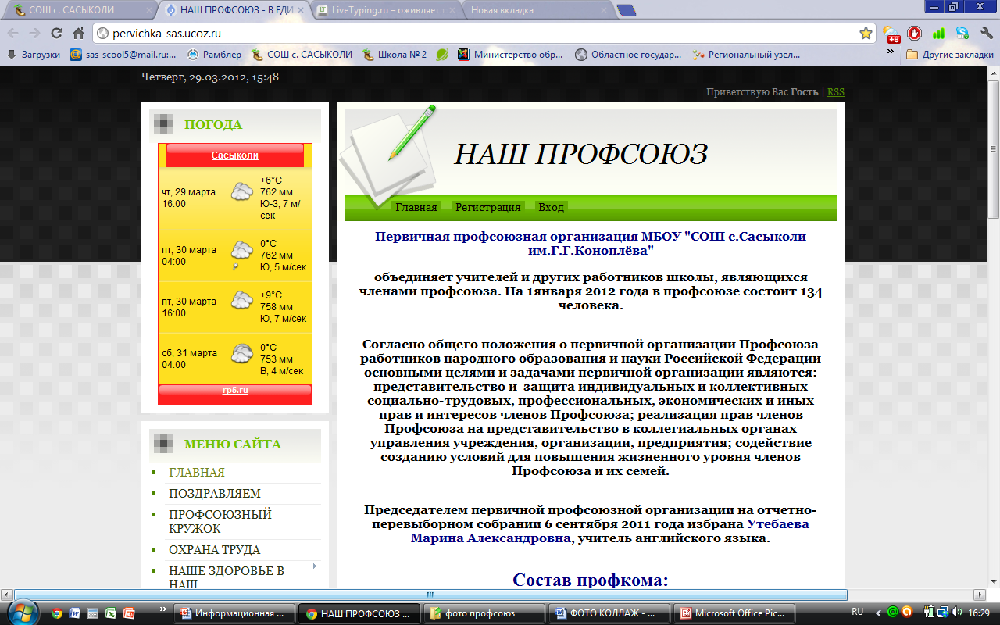 СОШ с. САСЫКОЛИ
НАШ ПРОФСОЮЗ - В ЕДИ
LiveTyping.ru – оживляет т
Новая вкладка
pervichka-sas.ucoz.ru
+8
Загрузки
sas_scool5@mail.ru:...
Рамблер
СОШ с. САСЫКОЛИ
Школа № 2
Министерство обр...
Областное государ...
Региональный узел...
»
Другие закладки
Четверг, 29.03.2012, 15:48
Приветствую Вас Гость | RSS
ПОГОДА
Сасыколи
чт, 29 марта
16:00
+6°C
762 мм
Ю-З, 7 м/
сек
пт, 30 марта
04:00
0°C
762 мм
Ю, 5 м/сек
пт, 30 марта
16:00
+9°C
758 мм
Ю, 7 м/сек
сб, 31 марта
04:00
0°C
753 мм
В, 4 м/сек
rp5.ru
МЕНЮ САЙТА
ГЛАВНАЯ
ПОЗДРАВЛЯЕМ
ПРОФСОЮЗНЫЙ
КРУЖОК
ОХРАНА ТРУДА
НАШЕ ЗДОРОВЬЕ В
НАШ...
НАШ ПРОФСОЮЗ
Главная Регистрация Вход
Первичная профсоюзная организация МБОУ "СОШ с.Сасыколи
им.Г.Г.Коноплёва"
объединяет учителей и других работников школы, являющихся
членами профсоюза. На 1января 2012 года в профсоюзе состоит 134
человека.
Согласно общего положения о первичной организации Профсоюза
работников народного образования и науки Российской Федерации
основными целями и задачами первичной организации являются:
представительство и защита индивидуальных и коллективных
социально-трудовых, профессиональных, экономических и иных
прав и интересов членов Профсоюза; реализация прав членов
Профсоюза на представительство в коллегиальных органах
управления учреждения, организации, предприятия; содействие
созданию условий для повышения жизненного уровня членов
Профсоюза и их семей.
Председателем первичной профсоюзной организации на отчетно-
перевыборном собрании 6 сентября 2011 года избрана Утебаева
Марина Александровна, учитель английского языка.
Состав профкома:
»
Информационная ...
НАШ ПРОФСОЮЗ ...
фото профсоюз
ФОТО КОЛЛАЖ - ...
Microsoft Office Pic...
RU
16:29